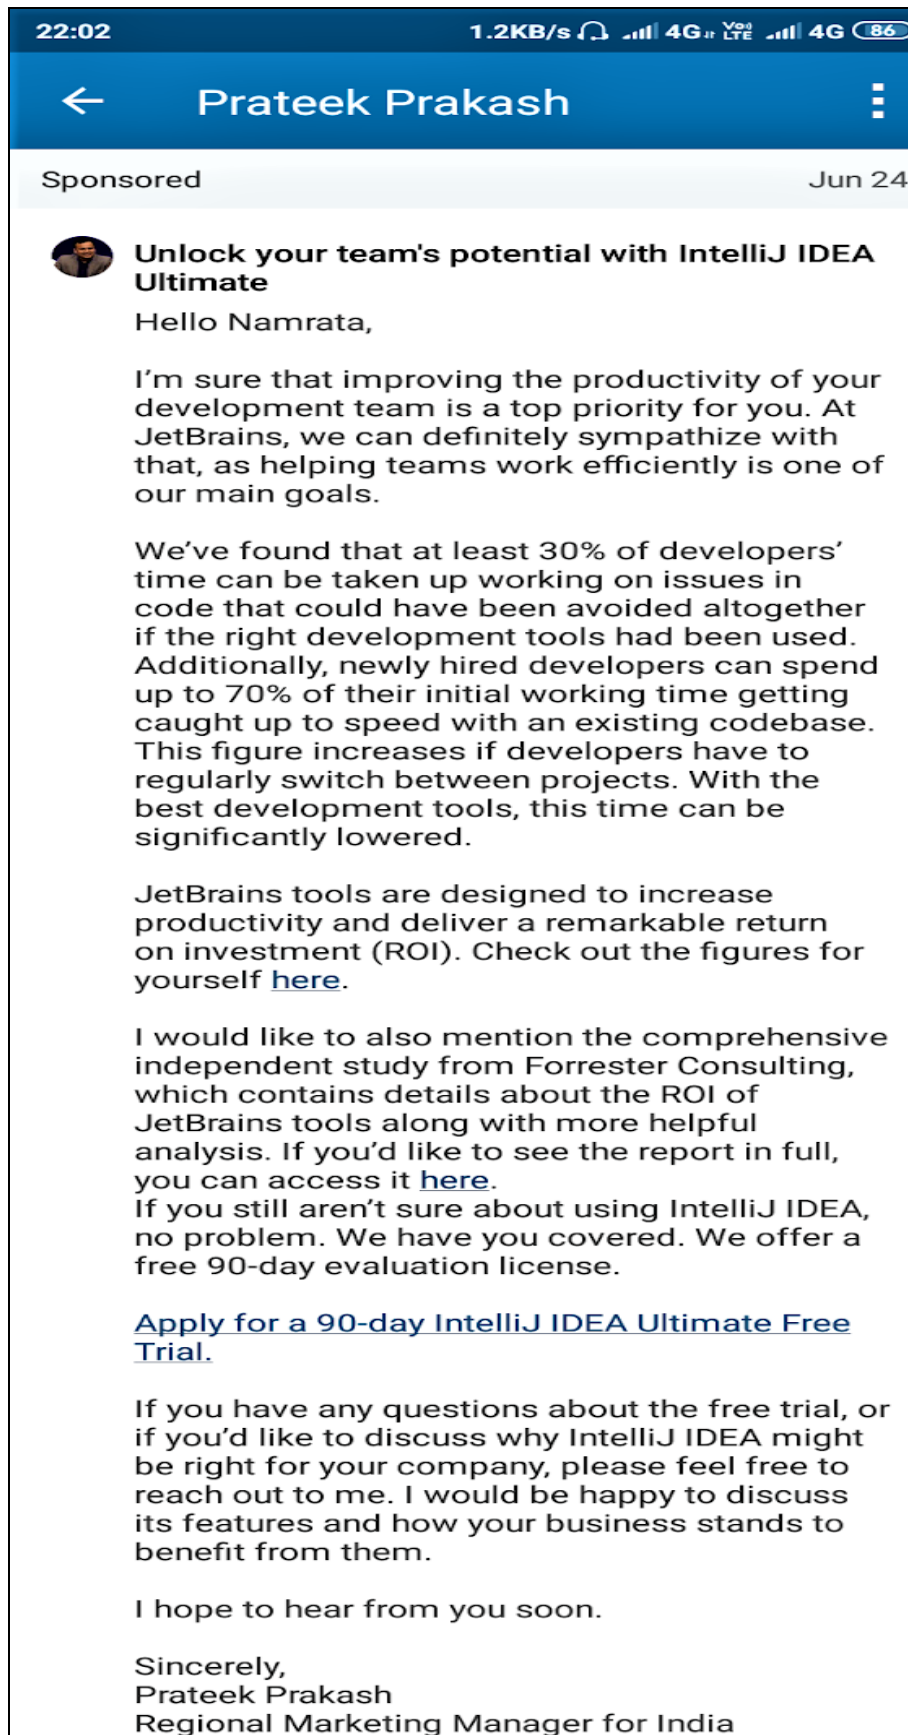 22:02
1.2KB/s 4G Vo)) LTE 4G 86
Prateek Prakash
Sponsored
Jun 24
Unlock your team's potential with IntelliJ IDEA
Ultimate
Hello Namrata,
I'm sure that improving the productivity of your
development team is a top priority for you. At
JetBrains, we can definitely sympathize with
that, as helping teams work efficiently is one of
our main goals.
We've found that at least 30% of developers'
time can be taken up working on issues in
code that could have been avoided altogether
if the right development tools had been used.
Additionally, newly hired developers can spend
up to 70% of their initial working time getting
caught up to speed with an existing codebase.
This figure increases if developers have to
regularly switch between projects. With the
best development tools, this time can be
significantly lowered.
JetBrains tools are designed to increase
productivity and deliver a remarkable return
on investment (ROI). Check out the figures for
yourself here.
I would like to also mention the comprehensive
independent study from Forrester Consulting,
which contains details about the ROI of
JetBrains tools along with more helpful
analysis. If you'd like to see the report in full,
you can access it here.
If you still aren't sure about using IntelliJ IDEA,
no problem. We have you covered. We offer a
free 90-day evaluation license.
Apply for a 90-day IntelliJ IDEA Ultimate Free
Trial.
If you have any questions about the free trial, or
if you'd like to discuss why IntelliJ IDEA might
be right for your company, please feel free to
reach out to me. I would be happy to discuss
its features and how your business stands to
benefit from them.
I hope to hear from you soon.
Sincerely,
Prateek Prakash
Regional Marketing Manager for India